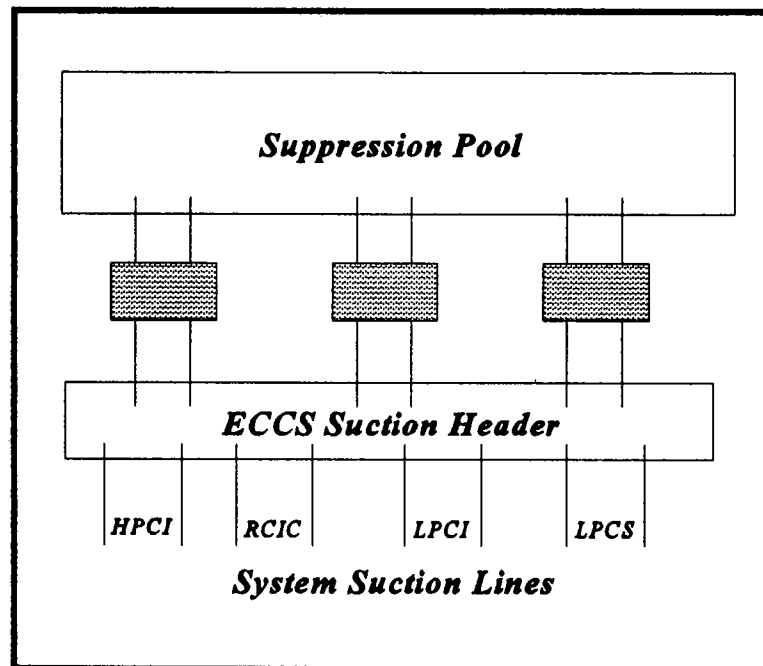 Suppression Pool
ECCS Suction Header
HPCI RCIC LPCI LPCS
System Suction Lines